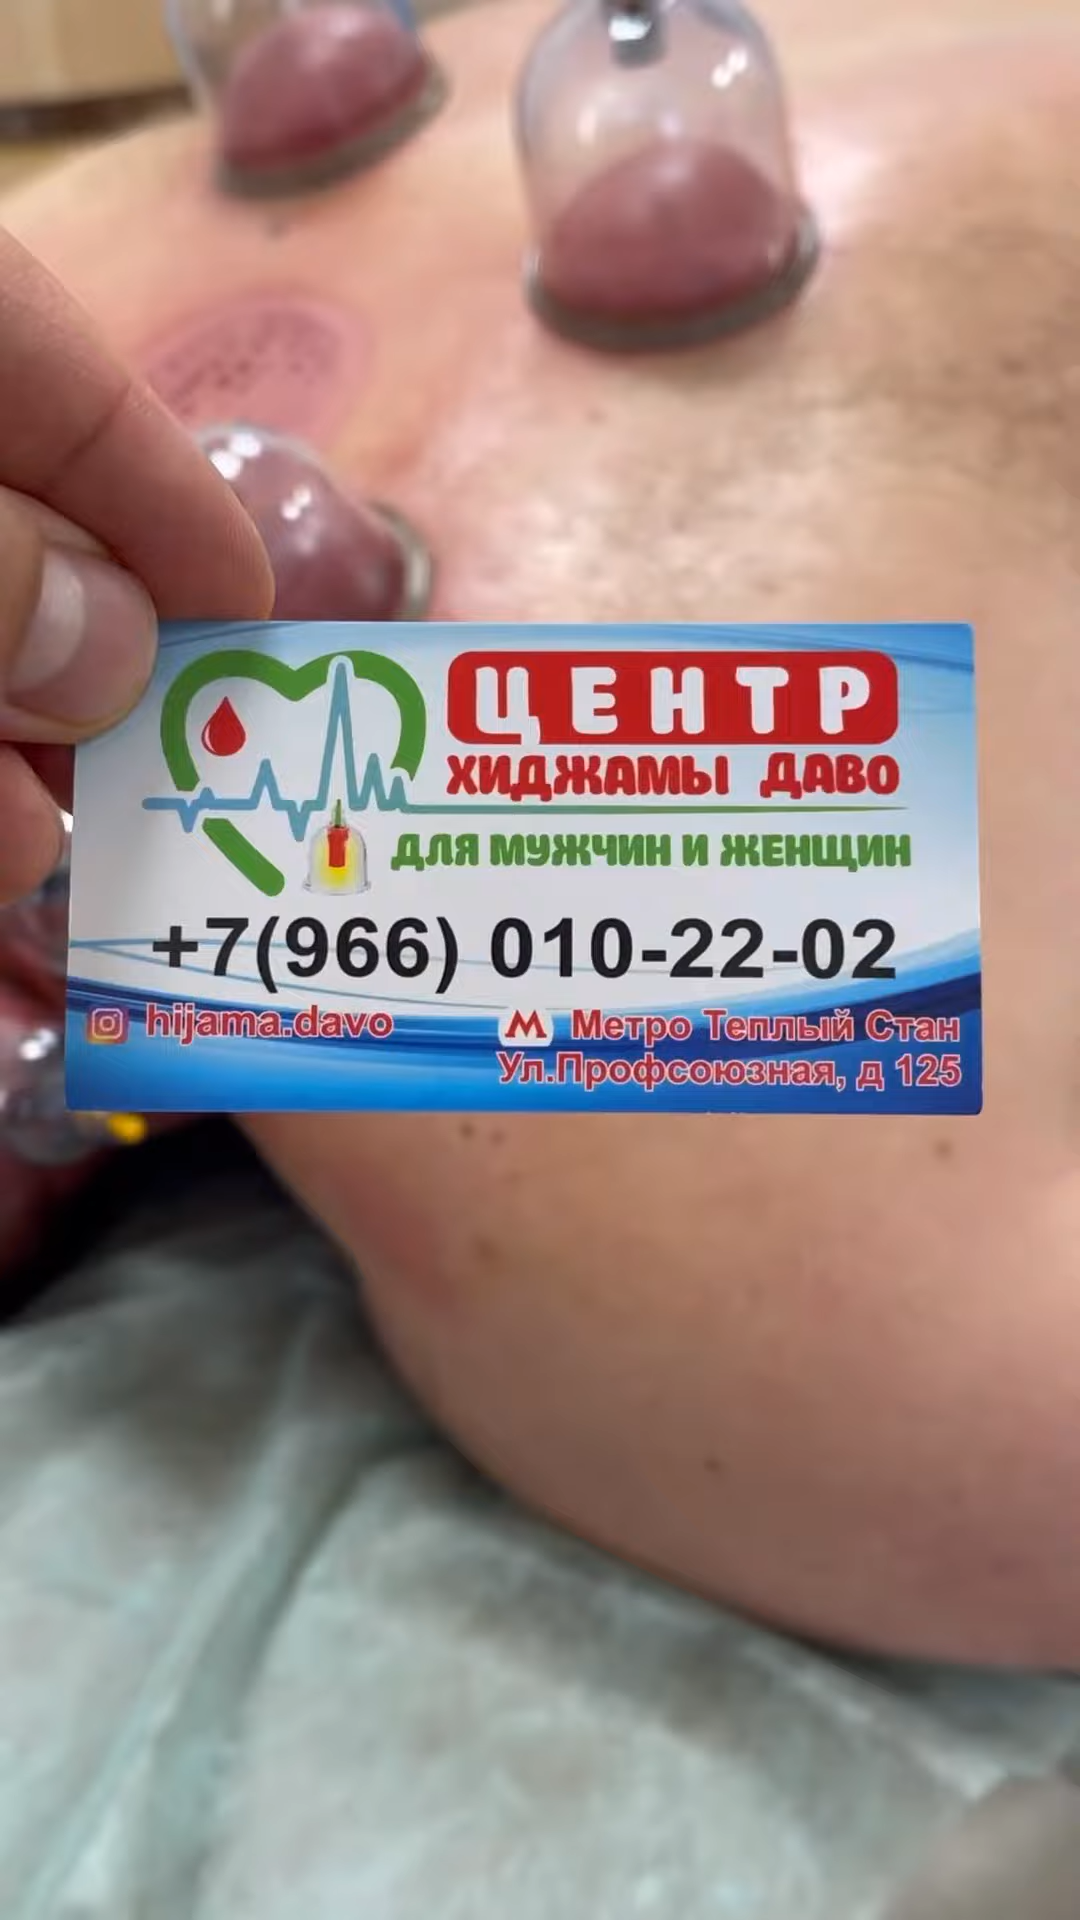 ЦЕНТР
ХИДЖАМЫ ДАВО
ДЛЯ МУЖЧИН И ЖЕНЩИН
+7(966) 010-22-02
hijama.davo
М Метро Теплый Стан
Ул.Профсоюзная, д 125